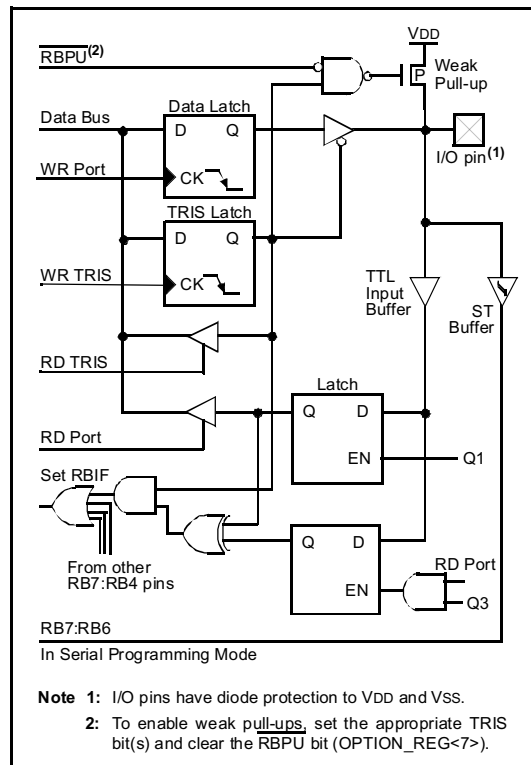 VDD
RBPU(2)
P
Weak
Pull-up
Data Latch
Data Bus
D Q
I/O pin(1)
WR Port
CK
TRIS Latch
D Q
WR TRIS
CK
TTL
Input
Buffer
ST
Buffer
RD TRIS
Latch
Q D
RD Port
EN
Q1
Set RBIF
Q D
RD Port
From other
RB7:RB4 pins
EN
Q3
RB7:RB6
In Serial Programming Mode
Note 1: I/O pins have diode protection to VDD and VSS.
2: To enable weak pull-ups, set the appropriate TRIS
bit(s) and clear the RBPU bit (OPTION_REG<7>).